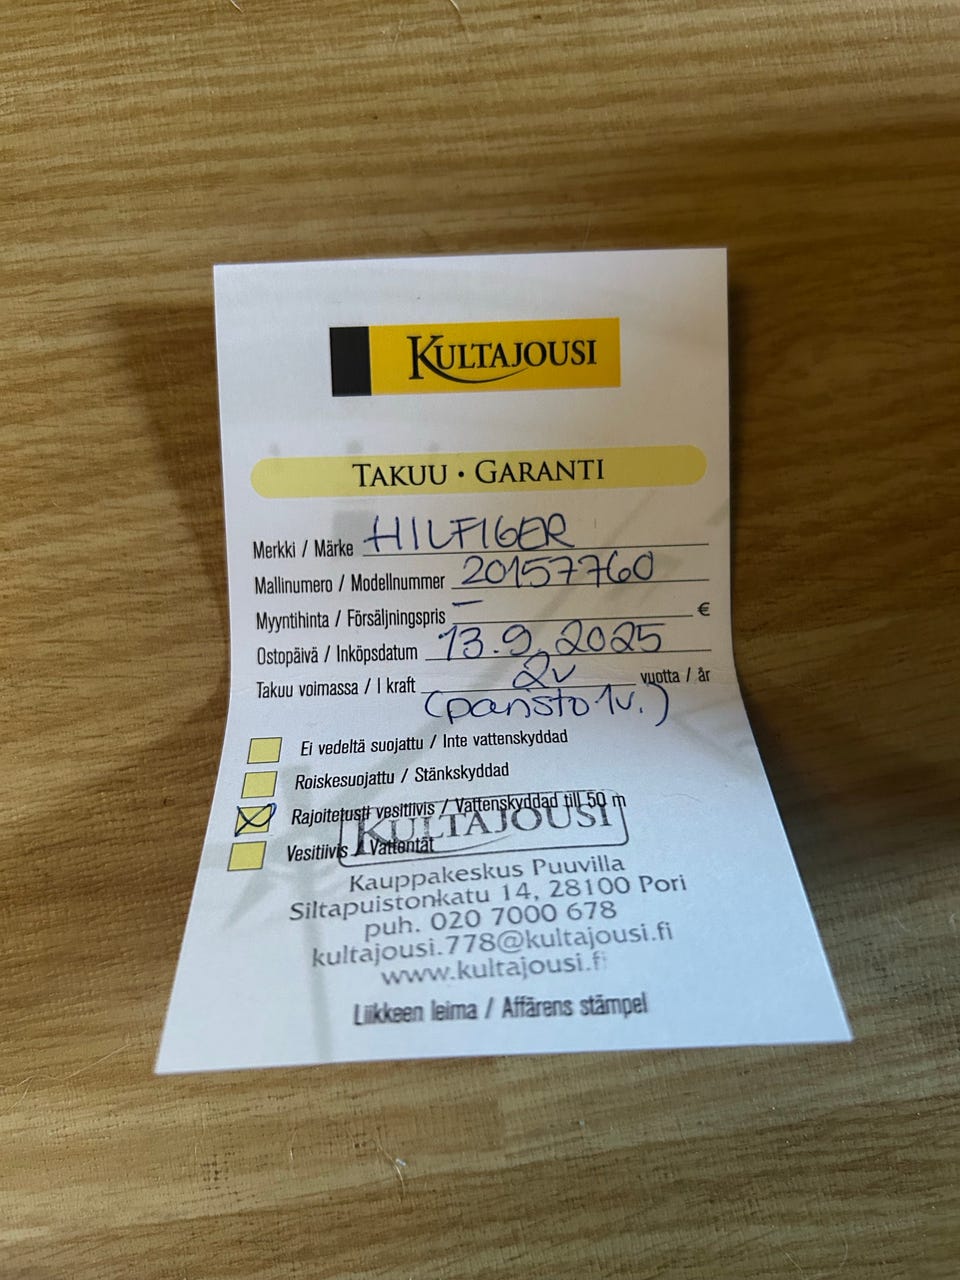 KULTAJOUSI
TAKUU • GARANTI
Merkki / Märke HILFIGER
Mallinumero / Modellnummer 20157760
Myyntihinta / Försäljningspris — €
Ostopäivä / Inköpsdatum 13.9.2025
Takuu voimassa / I kraft 2v vuotta / år
(paristo 1v.)
Ei vedeltä suojattu / Inte vattenskyddad
Roiskesuojattu / Stänkskyddad
Rajoitetusti vesitiivis / Vattenskyddad till 50 m
KULTAJOUSI
Vesitiivis / Vattentät
Kauppakeskus Puuvilla
Siltapuistonkatu 14, 28100 Pori
puh. 020 7000 678
kultajousi.778@kultajousi.fi
www.kultajousi.fi
Liikkeen leima / Affärens stämpel